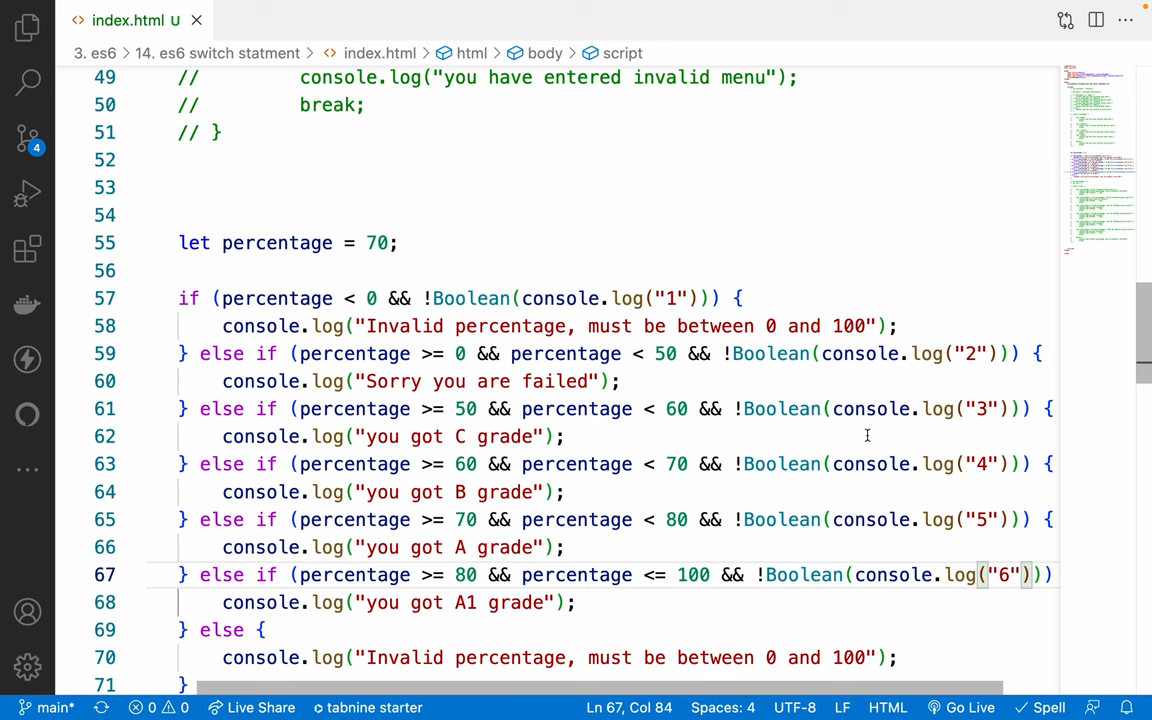 index.html U
3. es6 > 14. es6 switch statment > index.html > html > body > script
49 // console.log("you have entered invalid menu");
50 // break;
51 // }
52
53
54
55 let percentage = 70;
56
57 if (percentage < 0 && !Boolean(console.log("1"))) {
58 console.log("Invalid percentage, must be between 0 and 100");
59 } else if (percentage >= 0 && percentage < 50 && !Boolean(console.log("2"))) {
60 console.log("Sorry you are failed");
61 } else if (percentage >= 50 && percentage < 60 && !Boolean(console.log("3"))) {
62 console.log("you got C grade");
63 } else if (percentage >= 60 && percentage < 70 && !Boolean(console.log("4"))) {
64 console.log("you got B grade");
65 } else if (percentage >= 70 && percentage < 80 && !Boolean(console.log("5"))) {
66 console.log("you got A grade");
67 } else if (percentage >= 80 && percentage <= 100 && !Boolean(console.log("6")))
68 console.log("you got A1 grade");
69 } else {
70 console.log("Invalid percentage, must be between 0 and 100");
71 }
4
main* 0 0 Live Share tabnine starter Ln 67, Col 84 Spaces: 4 UTF-8 LF HTML Go Live Spell